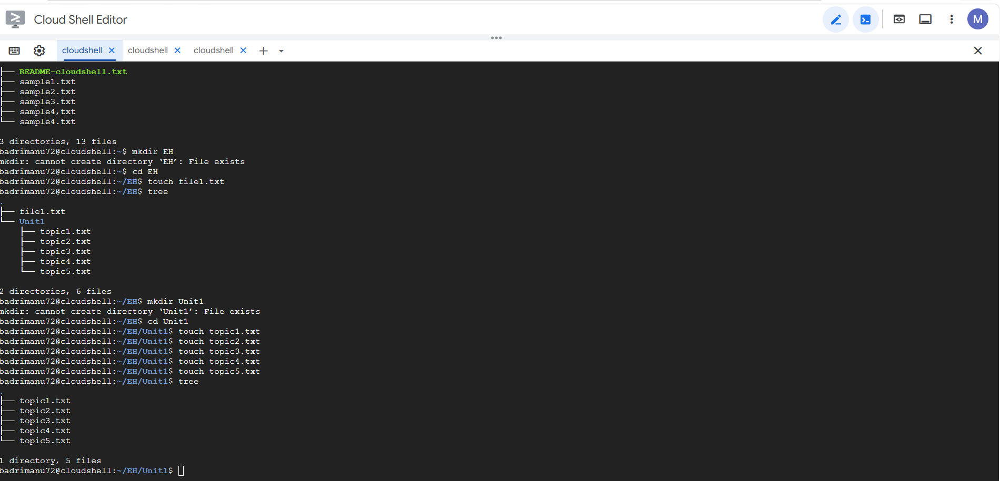 Cloud Shell Editor
M
cloudshell cloudshell cloudshell
├── README-cloudshell.txt
├── sample1.txt
├── sample2.txt
├── sample3.txt
├── sample4,txt
└── sample4.txt
3 directories, 13 files
badrimanu72@cloudshell:~$ mkdir EH
mkdir: cannot create directory ‘EH’: File exists
badrimanu72@cloudshell:~$ cd EH
badrimanu72@cloudshell:~/EH$ touch file1.txt
badrimanu72@cloudshell:~/EH$ tree
.
├── file1.txt
└── Unit1
    ├── topic1.txt
    ├── topic2.txt
    ├── topic3.txt
    ├── topic4.txt
    └── topic5.txt
2 directories, 6 files
badrimanu72@cloudshell:~/EH$ mkdir Unit1
mkdir: cannot create directory ‘Unit1’: File exists
badrimanu72@cloudshell:~/EH$ cd Unit1
badrimanu72@cloudshell:~/EH/Unit1$ touch topic1.txt
badrimanu72@cloudshell:~/EH/Unit1$ touch topic2.txt
badrimanu72@cloudshell:~/EH/Unit1$ touch topic3.txt
badrimanu72@cloudshell:~/EH/Unit1$ touch topic4.txt
badrimanu72@cloudshell:~/EH/Unit1$ touch topic5.txt
badrimanu72@cloudshell:~/EH/Unit1$ tree
.
├── topic1.txt
├── topic2.txt
├── topic3.txt
├── topic4.txt
└── topic5.txt
1 directory, 5 files
badrimanu72@cloudshell:~/EH/Unit1$